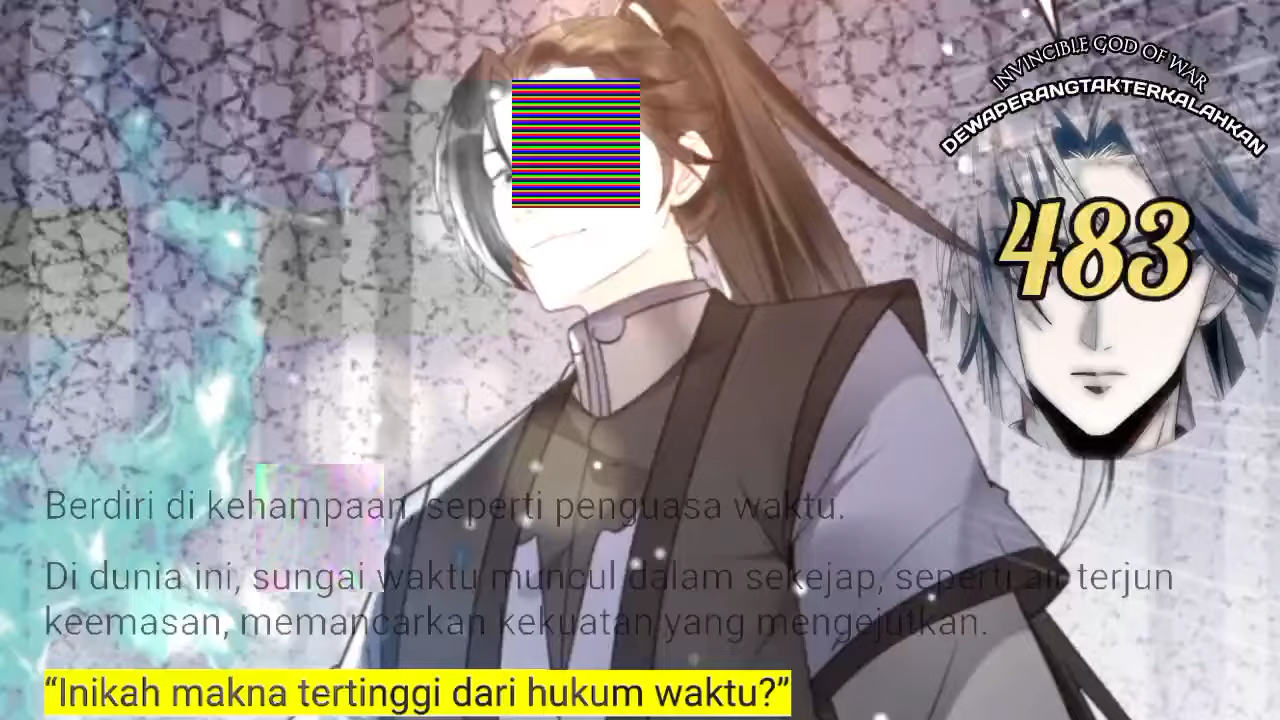 INVINCIBLE GOD OF WAR
DEWAPERANGTAKTERKALAHKAN
483
Berdiri di kehampaan, seperti penguasa waktu.
Di dunia ini, sungai waktu muncul dalam sekejap, seperti air terjun
keemasan, memancarkan kekuatan yang mengejutkan.
“Inikah makna tertinggi dari hukum waktu?”